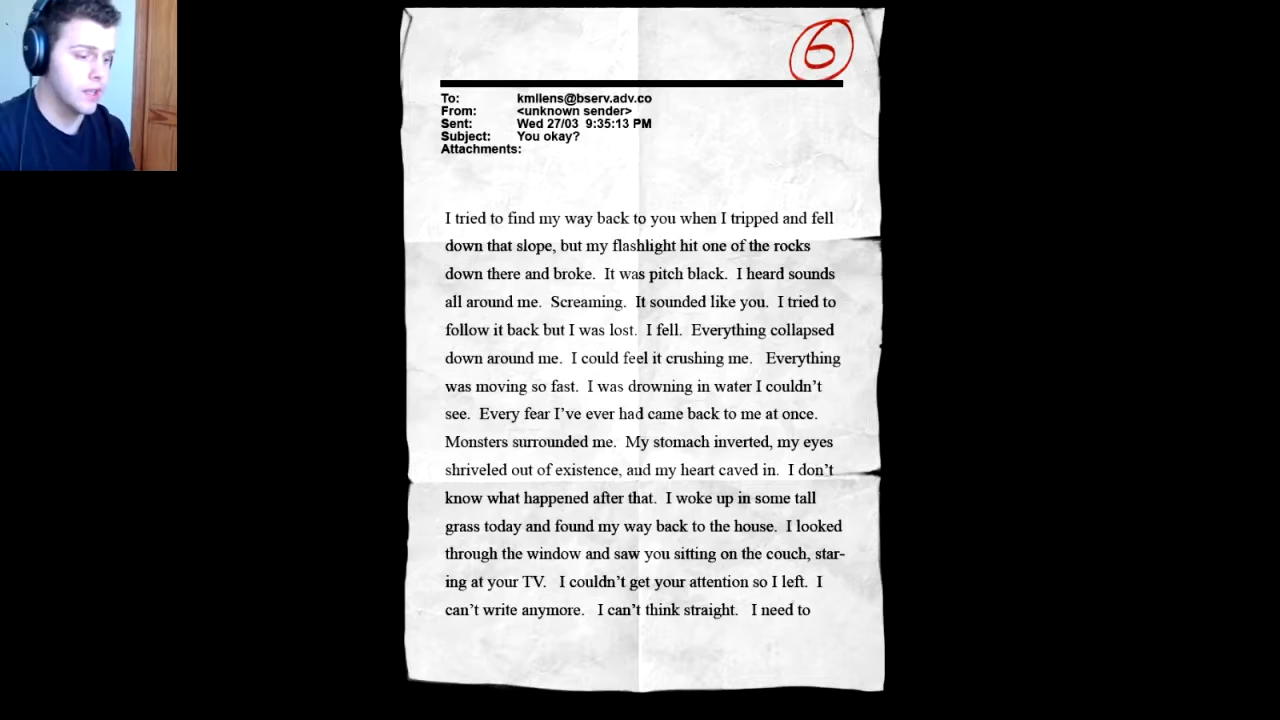 6
To: kmllens@bserv.adv.co
From: <unknown sender>
Sent: Wed 27/03 9:35:13 PM
Subject: You okay?
Attachments:
I tried to find my way back to you when I tripped and fell
down that slope, but my flashlight hit one of the rocks
down there and broke.  It was pitch black.  I heard sounds
all around me.  Screaming.  It sounded like you.  I tried to
follow it back but I was lost.  I fell.  Everything collapsed
down around me.  I could feel it crushing me.  Everything
was moving so fast.  I was drowning in water I couldn't
see.  Every fear I've ever had came back to me at once.
Monsters surrounded me.  My stomach inverted, my eyes
shriveled out of existence, and my heart caved in.  I don't
know what happened after that.  I woke up in some tall
grass today and found my way back to the house.  I looked
through the window and saw you sitting on the couch, star-
ing at your TV.  I couldn't get your attention so I left.  I
can't write anymore.  I can't think straight.  I need to